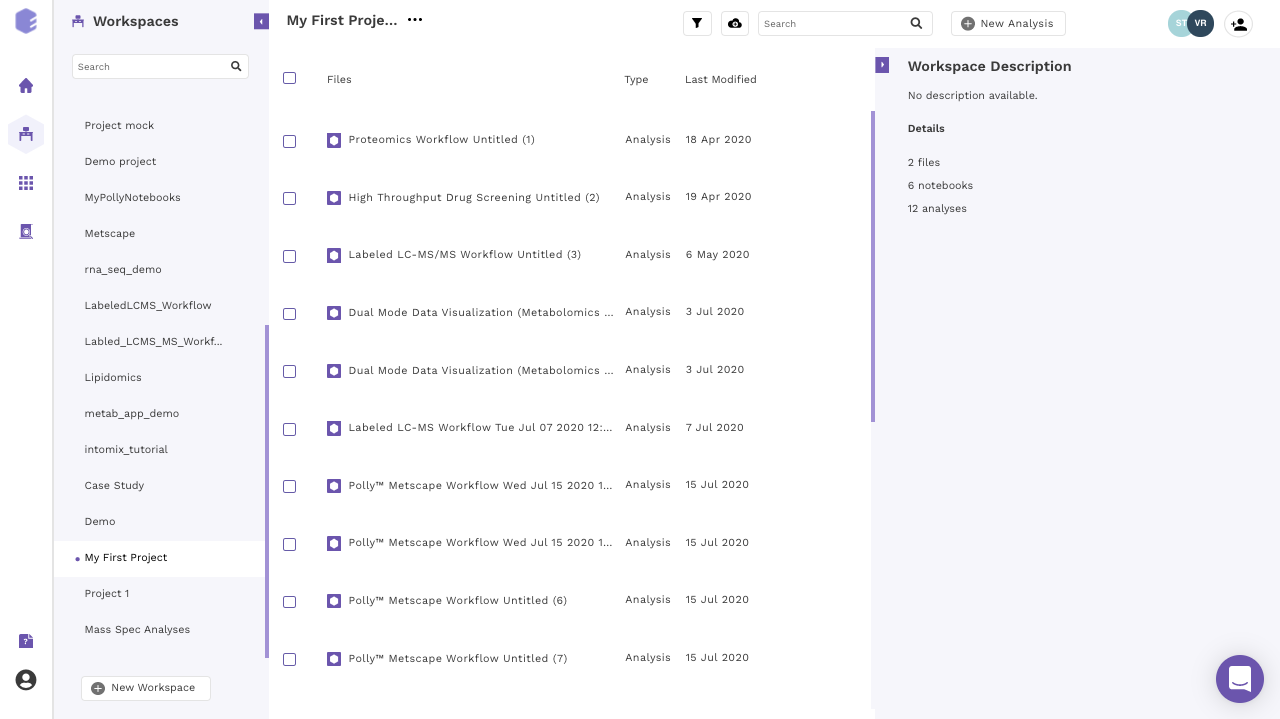 Workspaces
Search
Project mock
Demo project
MyPollyNotebooks
Metscape
rna_seq_demo
LabeledLCMS_Workflow
Labled_LCMS_MS_Workf...
Lipidomics
metab_app_demo
intomix_tutorial
Case Study
Demo
My First Project
Project 1
Mass Spec Analyses
New Workspace
My First Proje...
Search
New Analysis
ST VR
Files Type Last Modified
Proteomics Workflow Untitled (1) Analysis 18 Apr 2020
High Throughput Drug Screening Untitled (2) Analysis 19 Apr 2020
Labeled LC-MS/MS Workflow Untitled (3) Analysis 6 May 2020
Dual Mode Data Visualization (Metabolomics ... Analysis 3 Jul 2020
Dual Mode Data Visualization (Metabolomics ... Analysis 3 Jul 2020
Labeled LC-MS Workflow Tue Jul 07 2020 12:... Analysis 7 Jul 2020
Polly™ Metscape Workflow Wed Jul 15 2020 1... Analysis 15 Jul 2020
Polly™ Metscape Workflow Wed Jul 15 2020 1... Analysis 15 Jul 2020
Polly™ Metscape Workflow Untitled (6) Analysis 15 Jul 2020
Polly™ Metscape Workflow Untitled (7) Analysis 15 Jul 2020
Workspace Description
No description available.
Details
2 files
6 notebooks
12 analyses